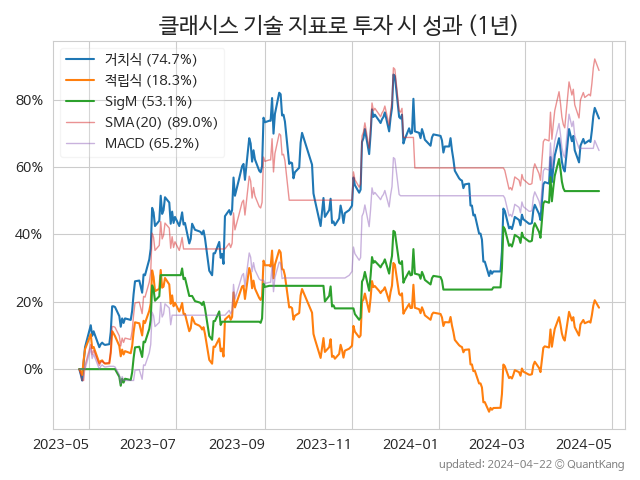 클래시스 기술 지표로 투자 시 성과 (1년)
거치식 (74.7%)
적립식 (18.3%)
SigM (53.1%)
SMA(20) (89.0%)
MACD (65.2%)
80%
60%
40%
20%
0%
2023-05 2023-07 2023-09 2023-11 2024-01 2024-03 2024-05
updated: 2024-04-22 © QuantKang